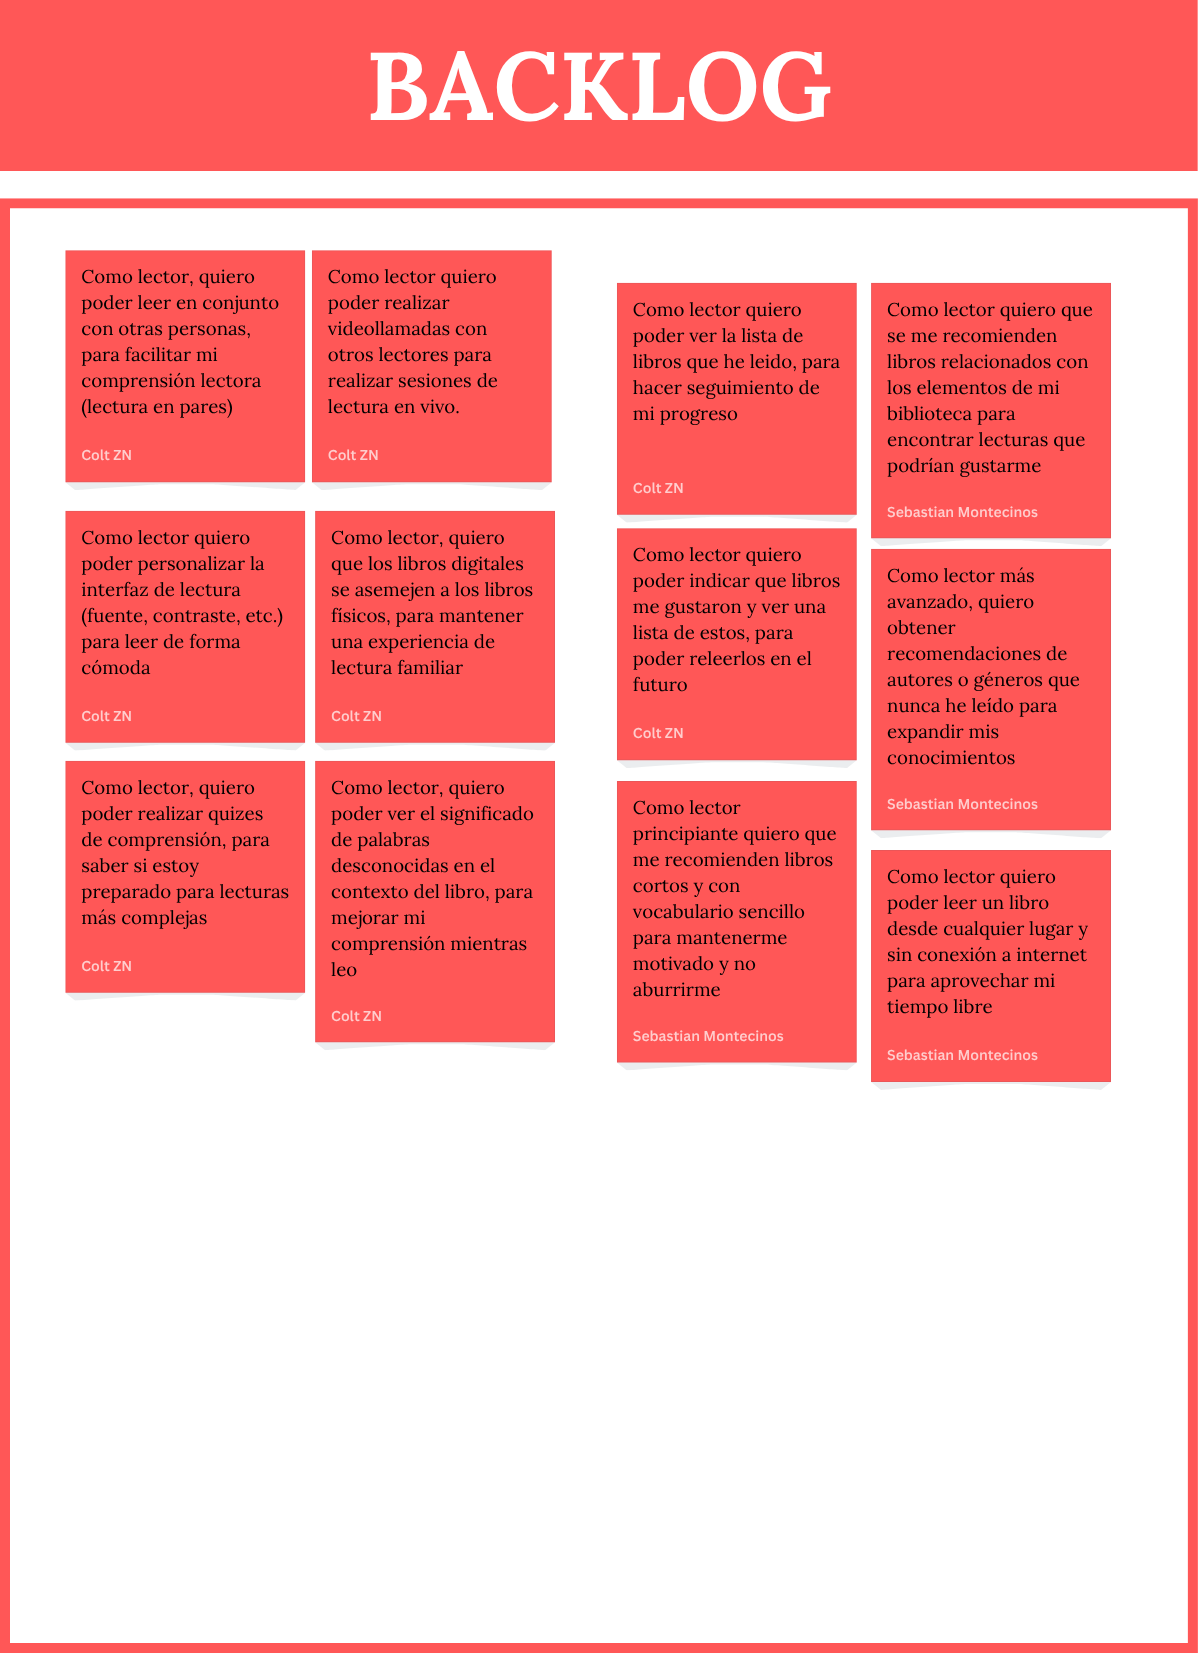 BACKLOG
Como lector, quiero
poder leer en conjunto
con otras personas,
para facilitar mi
comprensión lectora
(lectura en pares)
Colt ZN
Como lector quiero
poder realizar
videollamadas con
otros lectores para
realizar sesiones de
lectura en vivo.
Colt ZN
Como lector quiero
poder personalizar la
interfaz de lectura
(fuente, contraste, etc.)
para leer de forma
cómoda
Colt ZN
Como lector, quiero
que los libros digitales
se asemejen a los libros
físicos, para mantener
una experiencia de
lectura familiar
Colt ZN
Como lector, quiero
poder realizar quizes
de comprensión, para
saber si estoy
preparado para lecturas
más complejas
Colt ZN
Como lector, quiero
poder ver el significado
de palabras
desconocidas en el
contexto del libro, para
mejorar mi
comprensión mientras
leo
Colt ZN
Como lector quiero
poder ver la lista de
libros que he leido, para
hacer seguimiento de
mi progreso
Colt ZN
Como lector quiero que
se me recomienden
libros relacionados con
los elementos de mi
biblioteca para
encontrar lecturas que
podrían gustarme
Sebastian Montecinos
Como lector quiero
poder indicar que libros
me gustaron y ver una
lista de estos, para
poder releerlos en el
futuro
Colt ZN
Como lector más
avanzado, quiero
obtener
recomendaciones de
autores o géneros que
nunca he leído para
expandir mis
conocimientos
Sebastian Montecinos
Como lector
principiante quiero que
me recomienden libros
cortos y con
vocabulario sencillo
para mantenerme
motivado y no
aburrirme
Sebastian Montecinos
Como lector quiero
poder leer un libro
desde cualquier lugar y
sin conexión a internet
para aprovechar mi
tiempo libre
Sebastian Montecinos